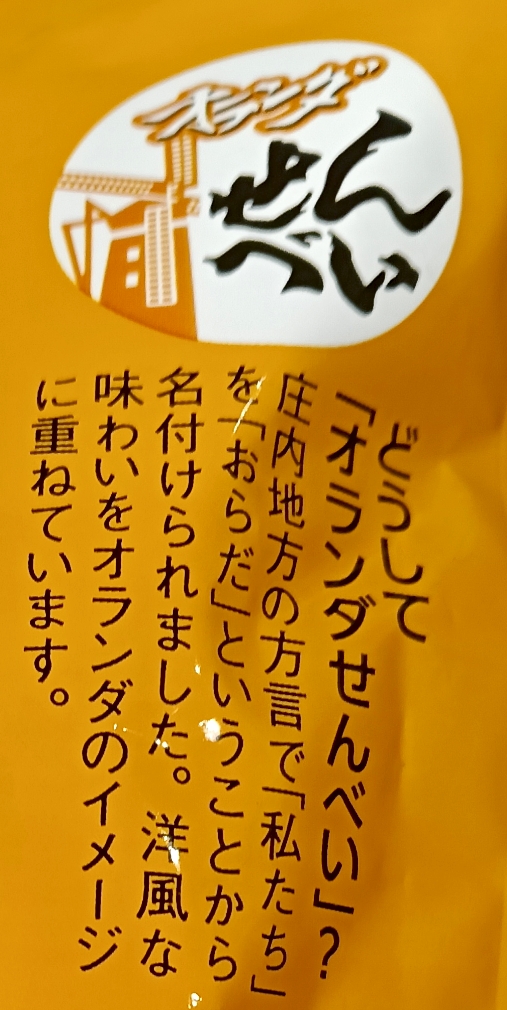 オランダ
せんべい
どうして
「オランダせんべい」?
庄内地方の方言で「私たち」
を「おらだ」ということから
名付けられました。洋風な
味わいをオランダのイメージ
に重ねています。